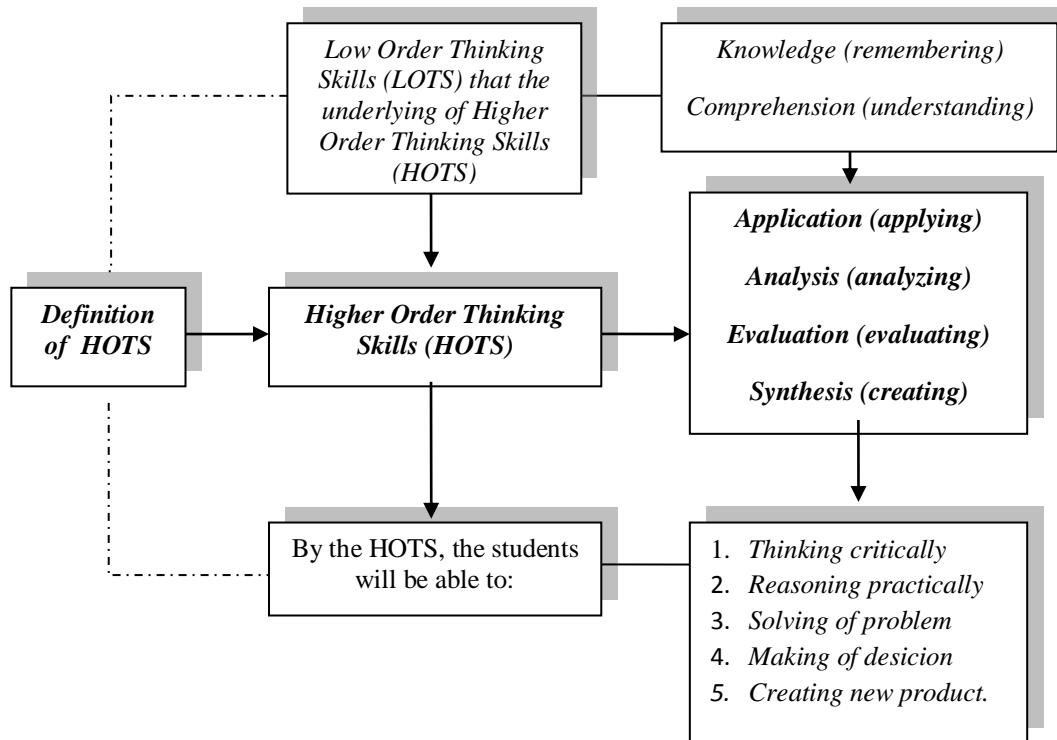 Low Order Thinking
Skills (LOTS) that the
underlying of Higher
Order Thinking Skills
(HOTS)
Knowledge (remembering)
Comprehension (understanding)
Application (applying)
Analysis (analyzing)
Evaluation (evaluating)
Synthesis (creating)
Definition
of HOTS
Higher Order Thinking
Skills (HOTS)
By the HOTS, the students
will be able to:
1. Thinking critically
2. Reasoning practically
3. Solving of problem
4. Making of desicion
5. Creating new product.